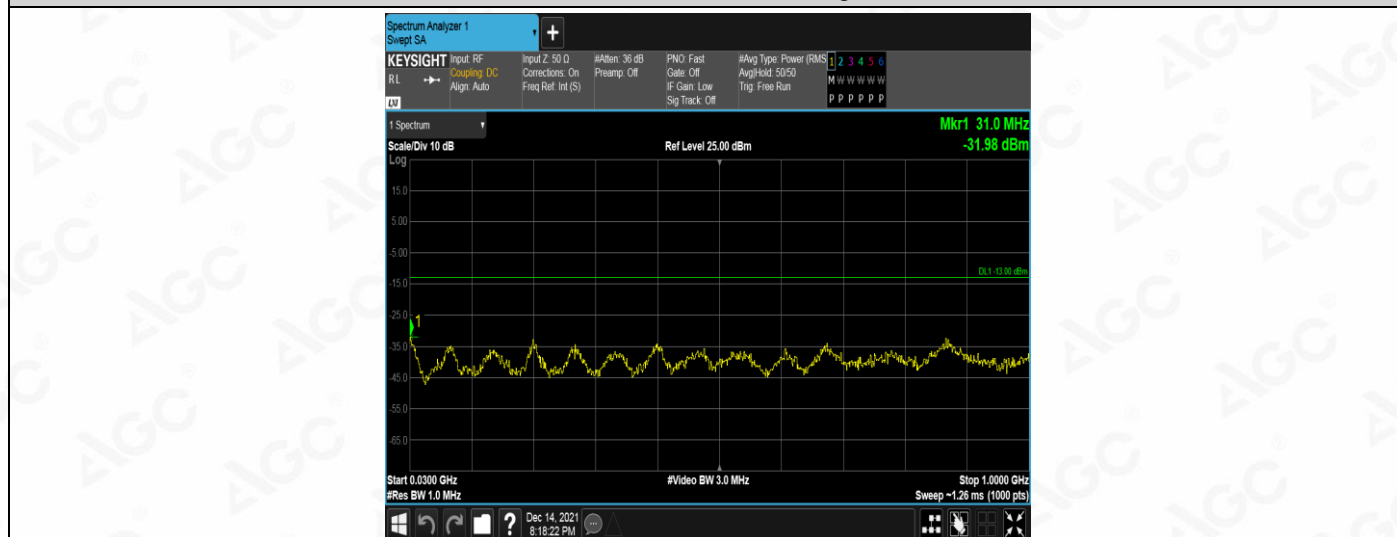 Spectrum Analyzer 1
Swept SA
+
KEYSIGHT
RL
LXI
Input: RF
Coupling: DC
Align: Auto
Input Z: 50 Ω
Corrections: On
Freq Ref: Int (S)
#Atten: 36 dB
Preamp: Off
PNO: Fast
Gate: Off
IF Gain: Low
Sig Track: Off
#Avg Type: Power (RMS
Avg|Hold: 50/50
Trig: Free Run
1 2 3 4 5 6
M W W W W W
P P P P P P
1 Spectrum
Mkr1 31.0 MHz
Scale/Div 10 dB
Ref Level 25.00 dBm
-31.98 dBm
Log
15.0
5.00
-5.00
DL1 -13.00 dBm
-15.0
-25.0
1
-35.0
-45.0
-55.0
-65.0
Start 0.0300 GHz
#Video BW 3.0 MHz
Stop 1.0000 GHz
#Res BW 1.0 MHz
Sweep ~1.26 ms (1000 pts)
?
Dec 14, 2021
8:18:22 PM
AGC